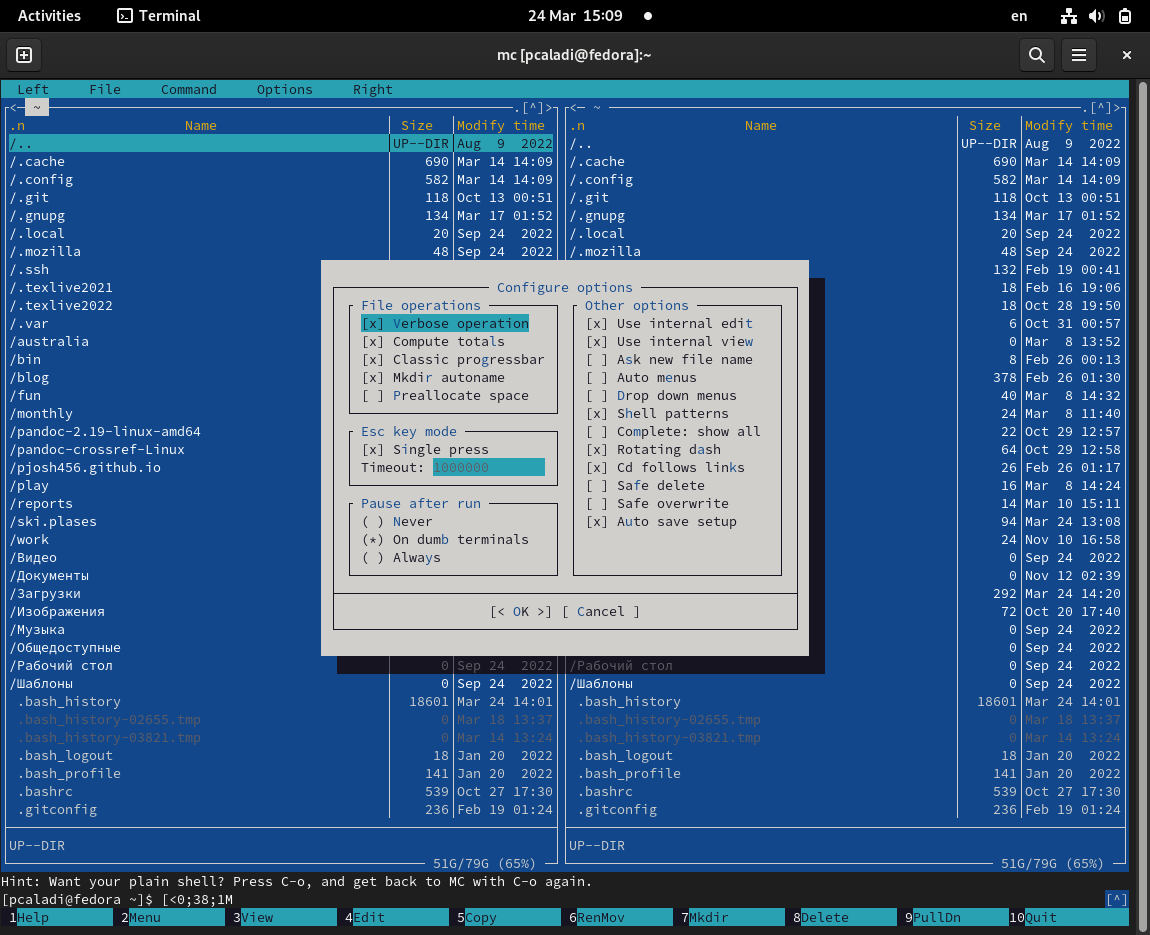 Activities Terminal 24 Mar 15:09 en
mc [pcaladi@fedora]:~
Left File Command Options Right
<─ ~ .[^]> <─ ~ .[^]>
.n Name Size Modify time .n Name Size Modify time
/.. UP--DIR Aug 9 2022 /.. UP--DIR Aug 9 2022
/.cache 690 Mar 14 14:09 /.cache 690 Mar 14 14:09
/.config 582 Mar 14 14:09 /.config 582 Mar 14 14:09
/.git 118 Oct 13 00:51 /.git 118 Oct 13 00:51
/.gnupg 134 Mar 17 01:52 /.gnupg 134 Mar 17 01:52
/.local 20 Sep 24 2022 /.local 20 Sep 24 2022
/.mozilla 48 Sep 24 2022 /.mozilla 48 Sep 24 2022
/.ssh 132 Feb 19 00:41
/.texlive2021 Configure options 18 Feb 16 19:06
/.texlive2022 File operations Other options 18 Oct 28 19:50
/.var [x] Verbose operation [x] Use internal edit 6 Oct 31 00:57
/australia [x] Compute totals [x] Use internal view 0 Mar 8 13:52
/bin [x] Classic progressbar [ ] Ask new file name 8 Feb 26 00:13
/blog [x] Mkdir autoname [ ] Auto menus 378 Feb 26 01:30
/fun [ ] Preallocate space [ ] Drop down menus 40 Mar 8 14:32
/monthly [x] Shell patterns 24 Mar 8 11:40
/pandoc-2.19-linux-amd64 Esc key mode [ ] Complete: show all 22 Oct 29 12:57
/pandoc-crossref-Linux [x] Single press [x] Rotating dash 64 Oct 29 12:58
/pjosh456.github.io Timeout: 1000000 [x] Cd follows links 26 Feb 26 01:17
/play [ ] Safe delete 16 Mar 8 14:24
/reports Pause after run [ ] Safe overwrite 14 Mar 10 15:11
/ski.plases ( ) Never [x] Auto save setup 94 Mar 24 13:08
/work (*) On dumb terminals 24 Nov 10 16:58
/Видео ( ) Always 0 Sep 24 2022
/Документы 0 Nov 12 02:39
/Загрузки 292 Mar 24 14:20
/Изображения [< OK >] [ Cancel ] 72 Oct 20 17:40
/Музыка 0 Sep 24 2022
/Общедоступные 0 Sep 24 2022
/Рабочий стол 0 Sep 24 2022 /Рабочий стол 0 Sep 24 2022
/Шаблоны 0 Sep 24 2022 /Шаблоны 0 Sep 24 2022
.bash_history 18601 Mar 24 14:01 .bash_history 18601 Mar 24 14:01
.bash_history-02655.tmp 0 Mar 18 13:37 .bash_history-02655.tmp 0 Mar 18 13:37
.bash_history-03821.tmp 0 Mar 14 13:24 .bash_history-03821.tmp 0 Mar 14 13:24
.bash_logout 18 Jan 20 2022 .bash_logout 18 Jan 20 2022
.bash_profile 141 Jan 20 2022 .bash_profile 141 Jan 20 2022
.bashrc 539 Oct 27 17:30 .bashrc 539 Oct 27 17:30
.gitconfig 236 Feb 19 01:24 .gitconfig 236 Feb 19 01:24
UP--DIR UP--DIR
51G/79G (65%) 51G/79G (65%)
Hint: Want your plain shell? Press C-o, and get back to MC with C-o again.
[pcaladi@fedora ~]$ [<0;38;1M [^]
1Help 2Menu 3View 4Edit 5Copy 6RenMov 7Mkdir 8Delete 9PullDn 10Quit